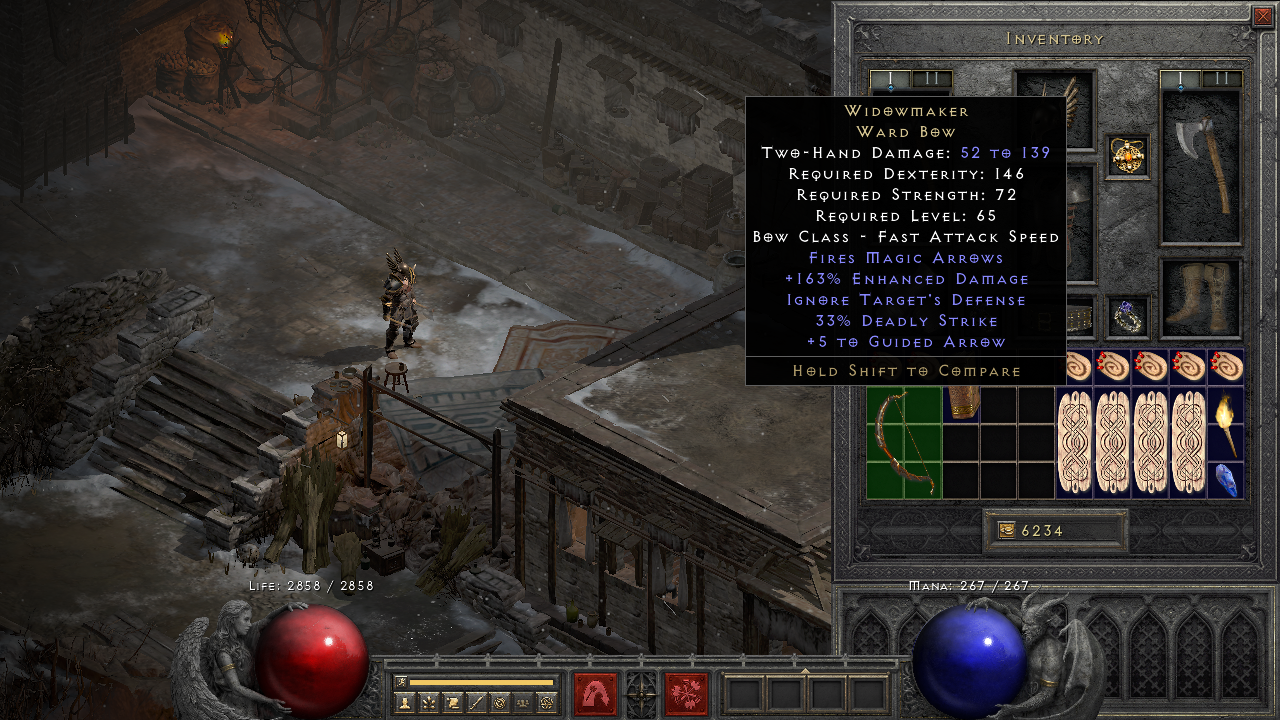 Inventory
I II
I II
Widowmaker
Ward Bow
Two-Hand Damage: 52 to 139
Required Dexterity: 146
Required Strength: 72
Required Level: 65
Bow Class - Fast Attack Speed
Fires Magic Arrows
+163% Enhanced Damage
Ignore Target's Defense
33% Deadly Strike
+5 to Guided Arrow
Hold Shift to Compare
6234
Life: 2858 / 2858
Mana: 267 / 267